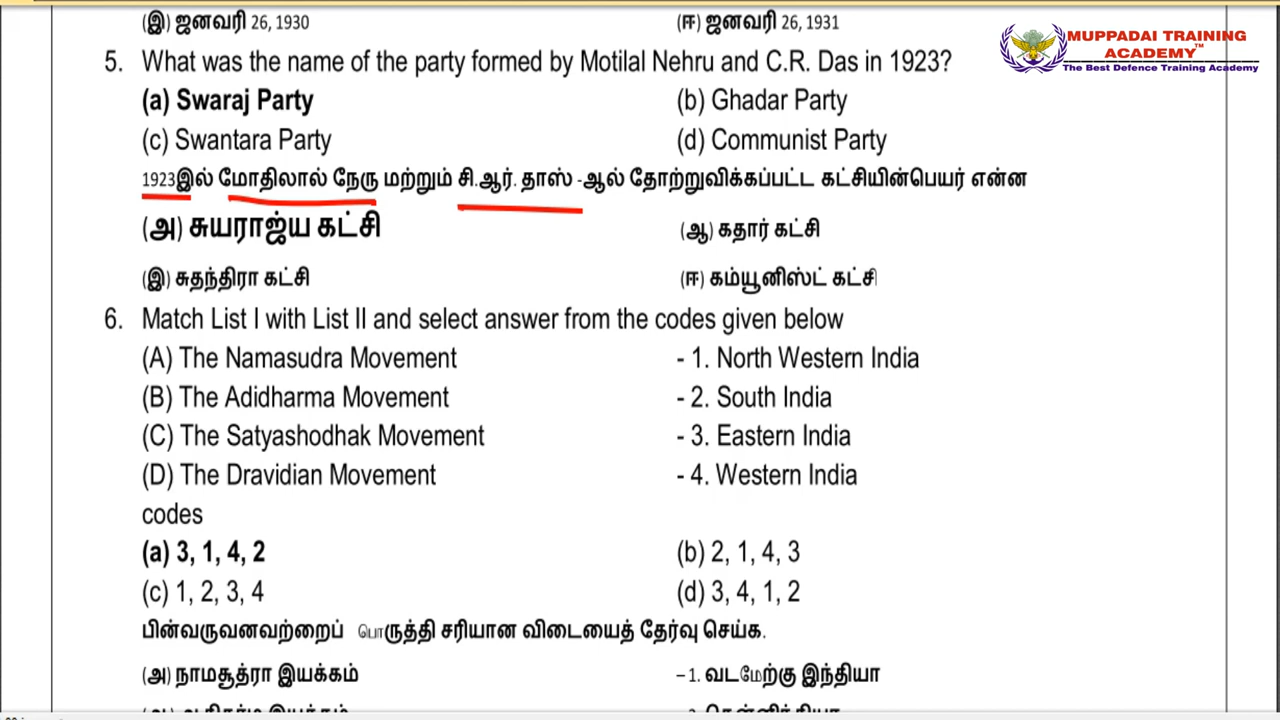 (இ) ஜனவரி 26, 1930 (ஈ) ஜனவரி 26, 1931
MUPPADAI TRAINING
ACADEMY™
The Best Defence Training Academy
5. What was the name of the party formed by Motilal Nehru and C.R. Das in 1923?
(a) Swaraj Party (b) Ghadar Party
(c) Swantara Party (d) Communist Party
1923இல் மோதிலால் நேரு மற்றும் சி.ஆர். தாஸ் -ஆல் தோற்றுவிக்கப்பட்ட கட்சியின்பெயர் என்ன
(அ) சுயராஜ்ய கட்சி (ஆ) கதார் கட்சி
(இ) சுதந்திரா கட்சி (ஈ) கம்யூனிஸ்ட் கட்சி
6. Match List I with List II and select answer from the codes given below
(A) The Namasudra Movement - 1. North Western India
(B) The Adidharma Movement - 2. South India
(C) The Satyashodhak Movement - 3. Eastern India
(D) The Dravidian Movement - 4. Western India
codes
(a) 3, 1, 4, 2 (b) 2, 1, 4, 3
(c) 1, 2, 3, 4 (d) 3, 4, 1, 2
பின்வருவனவற்றைப் பொருத்தி சரியான விடையைத் தேர்வு செய்க.
(அ) நாமசூத்ரா இயக்கம் – 1. வடமேற்கு இந்தியா